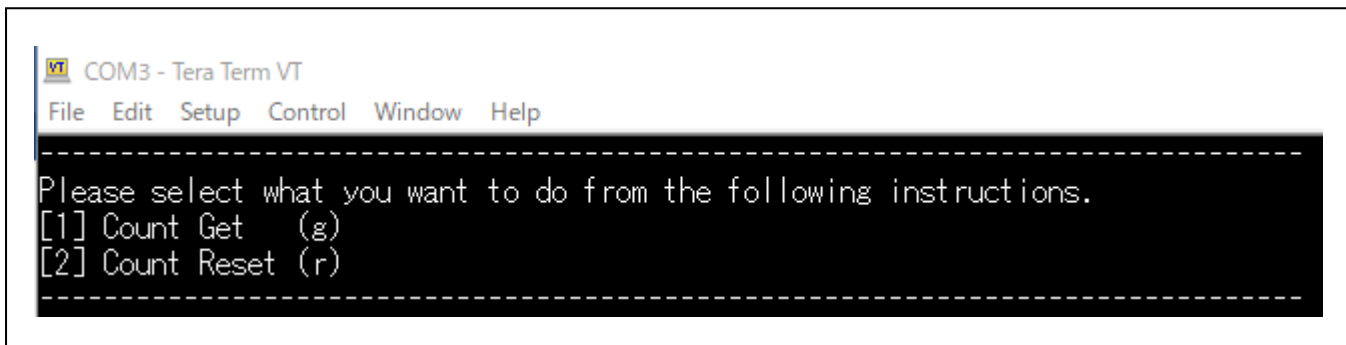 VT COM3 - Tera Term VT
File Edit Setup Control Window Help
-------------------------------------------------------------------------------
Please select what you want to do from the following instructions.
[1] Count Get   (g)
[2] Count Reset (r)
-------------------------------------------------------------------------------